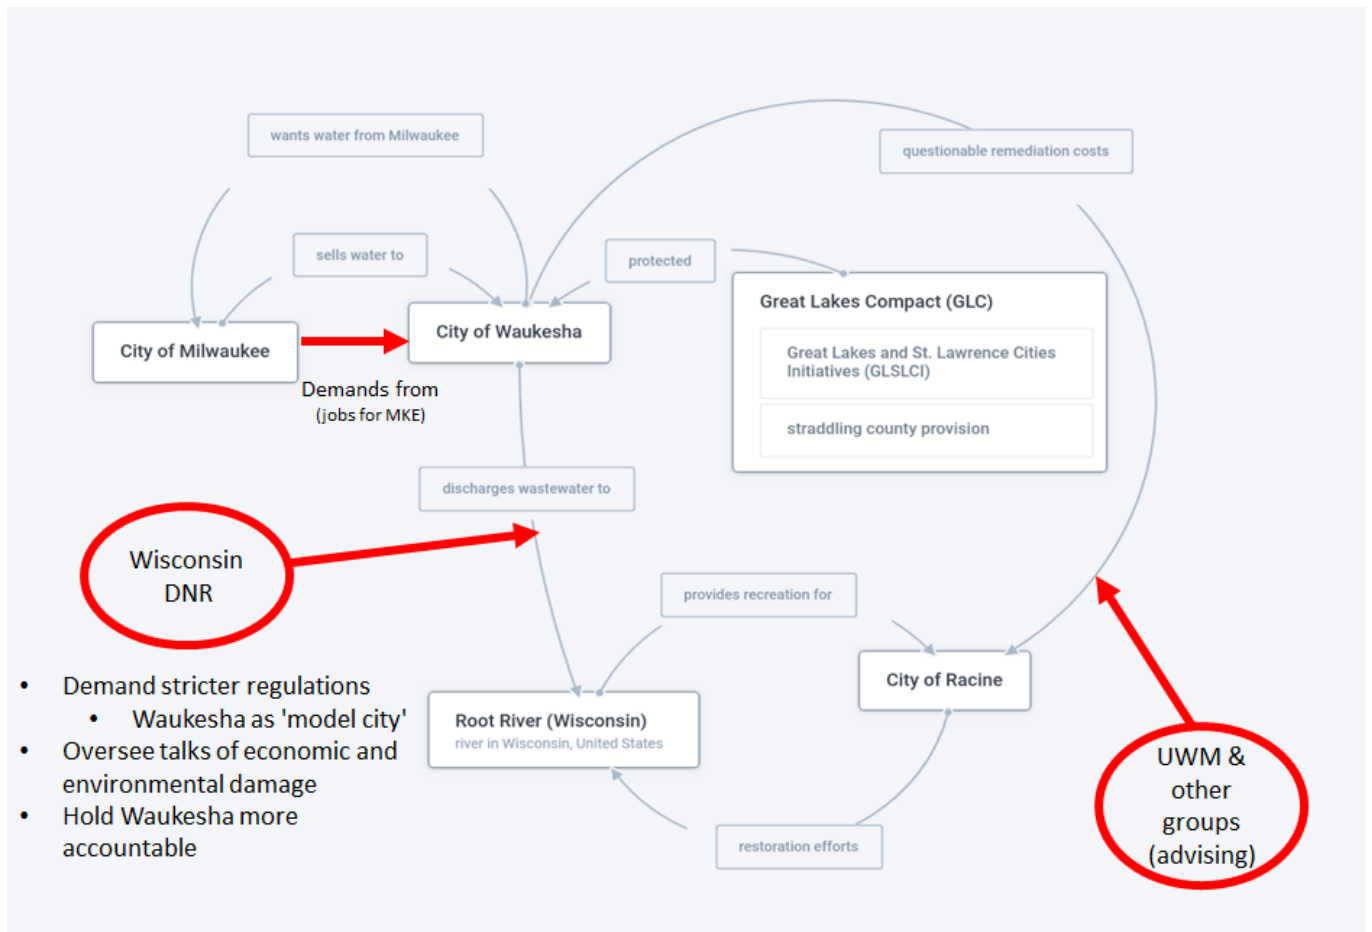 wants water from Milwaukee
questionable remediation costs
sells water to
protected
Great Lakes Compact (GLC)
Great Lakes and St. Lawrence Cities
Initiatives (GLSLCI)
straddling county provision
City of Milwaukee
City of Waukesha
Demands from
(jobs for MKE)
discharges wastewater to
Wisconsin
DNR
provides recreation for
City of Racine
• Demand stricter regulations
• Waukesha as 'model city'
• Oversee talks of economic and
environmental damage
• Hold Waukesha more
accountable
Root River (Wisconsin)
river in Wisconsin, United States
restoration efforts
UWM &
other
groups
(advising)